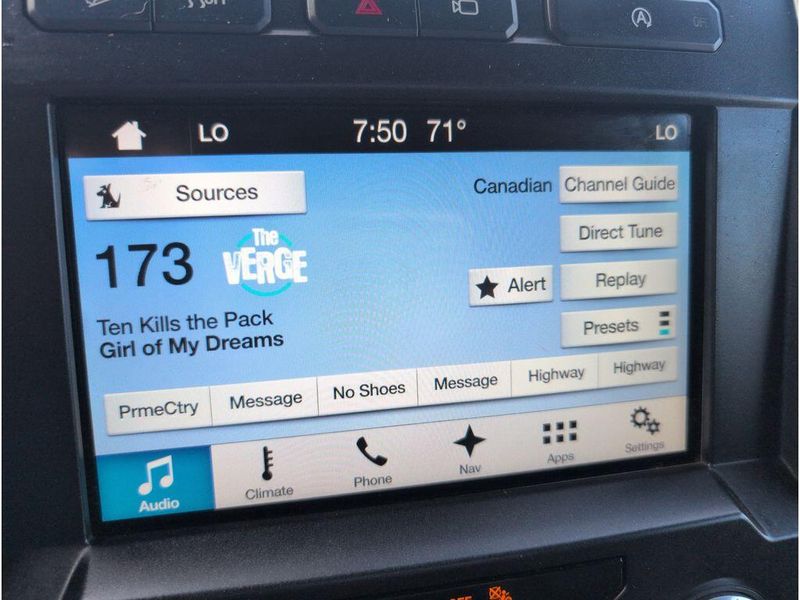 OFF
LO 7:50 71° LO
Sources
Canadian Channel Guide
173 The VERGE
Direct Tune
Alert Replay
Ten Kills the Pack
Girl of My Dreams
Presets
PrmeCtry Message No Shoes Message Highway Highway
Audio Climate Phone Nav Apps Settings